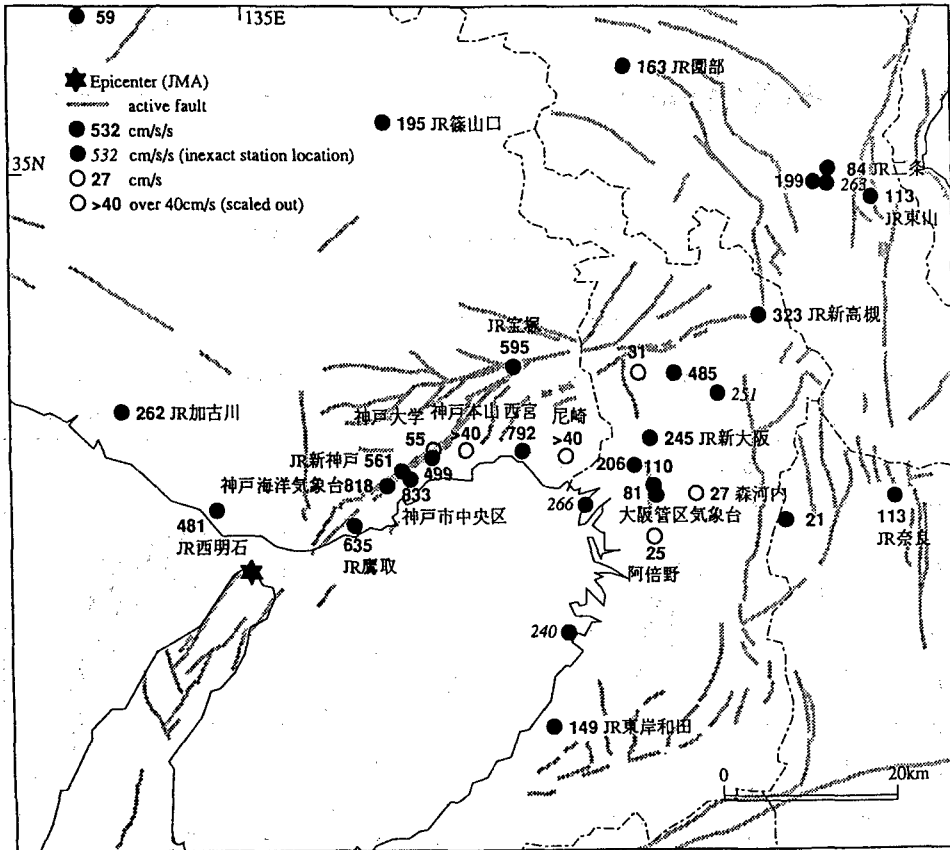 59
135E
Epicenter (JMA)
active fault
532 cm/s/s
532 cm/s/s (inexact station location)
27 cm/s
>40 over 40cm/s (scaled out)
35N
163 JR園部
195 JR篠山口
84 JR二条
199
265
113
JR東山
323 JR新高槻
JR宝塚
595
31
485
251
262 JR加古川
神戸大学
55
神戸本山
>40
西宮
792
尼崎
>40
245 JR新大阪
JR新神戸 561
499
206
110
神戸海洋気象台 818
833
神戸市中央区
81
27 森河内
大阪管区気象台
266
481
JR西明石
635
JR鷹取
21
113
JR奈良
25
阿倍野
240
149 JR東岸和田
0
20km